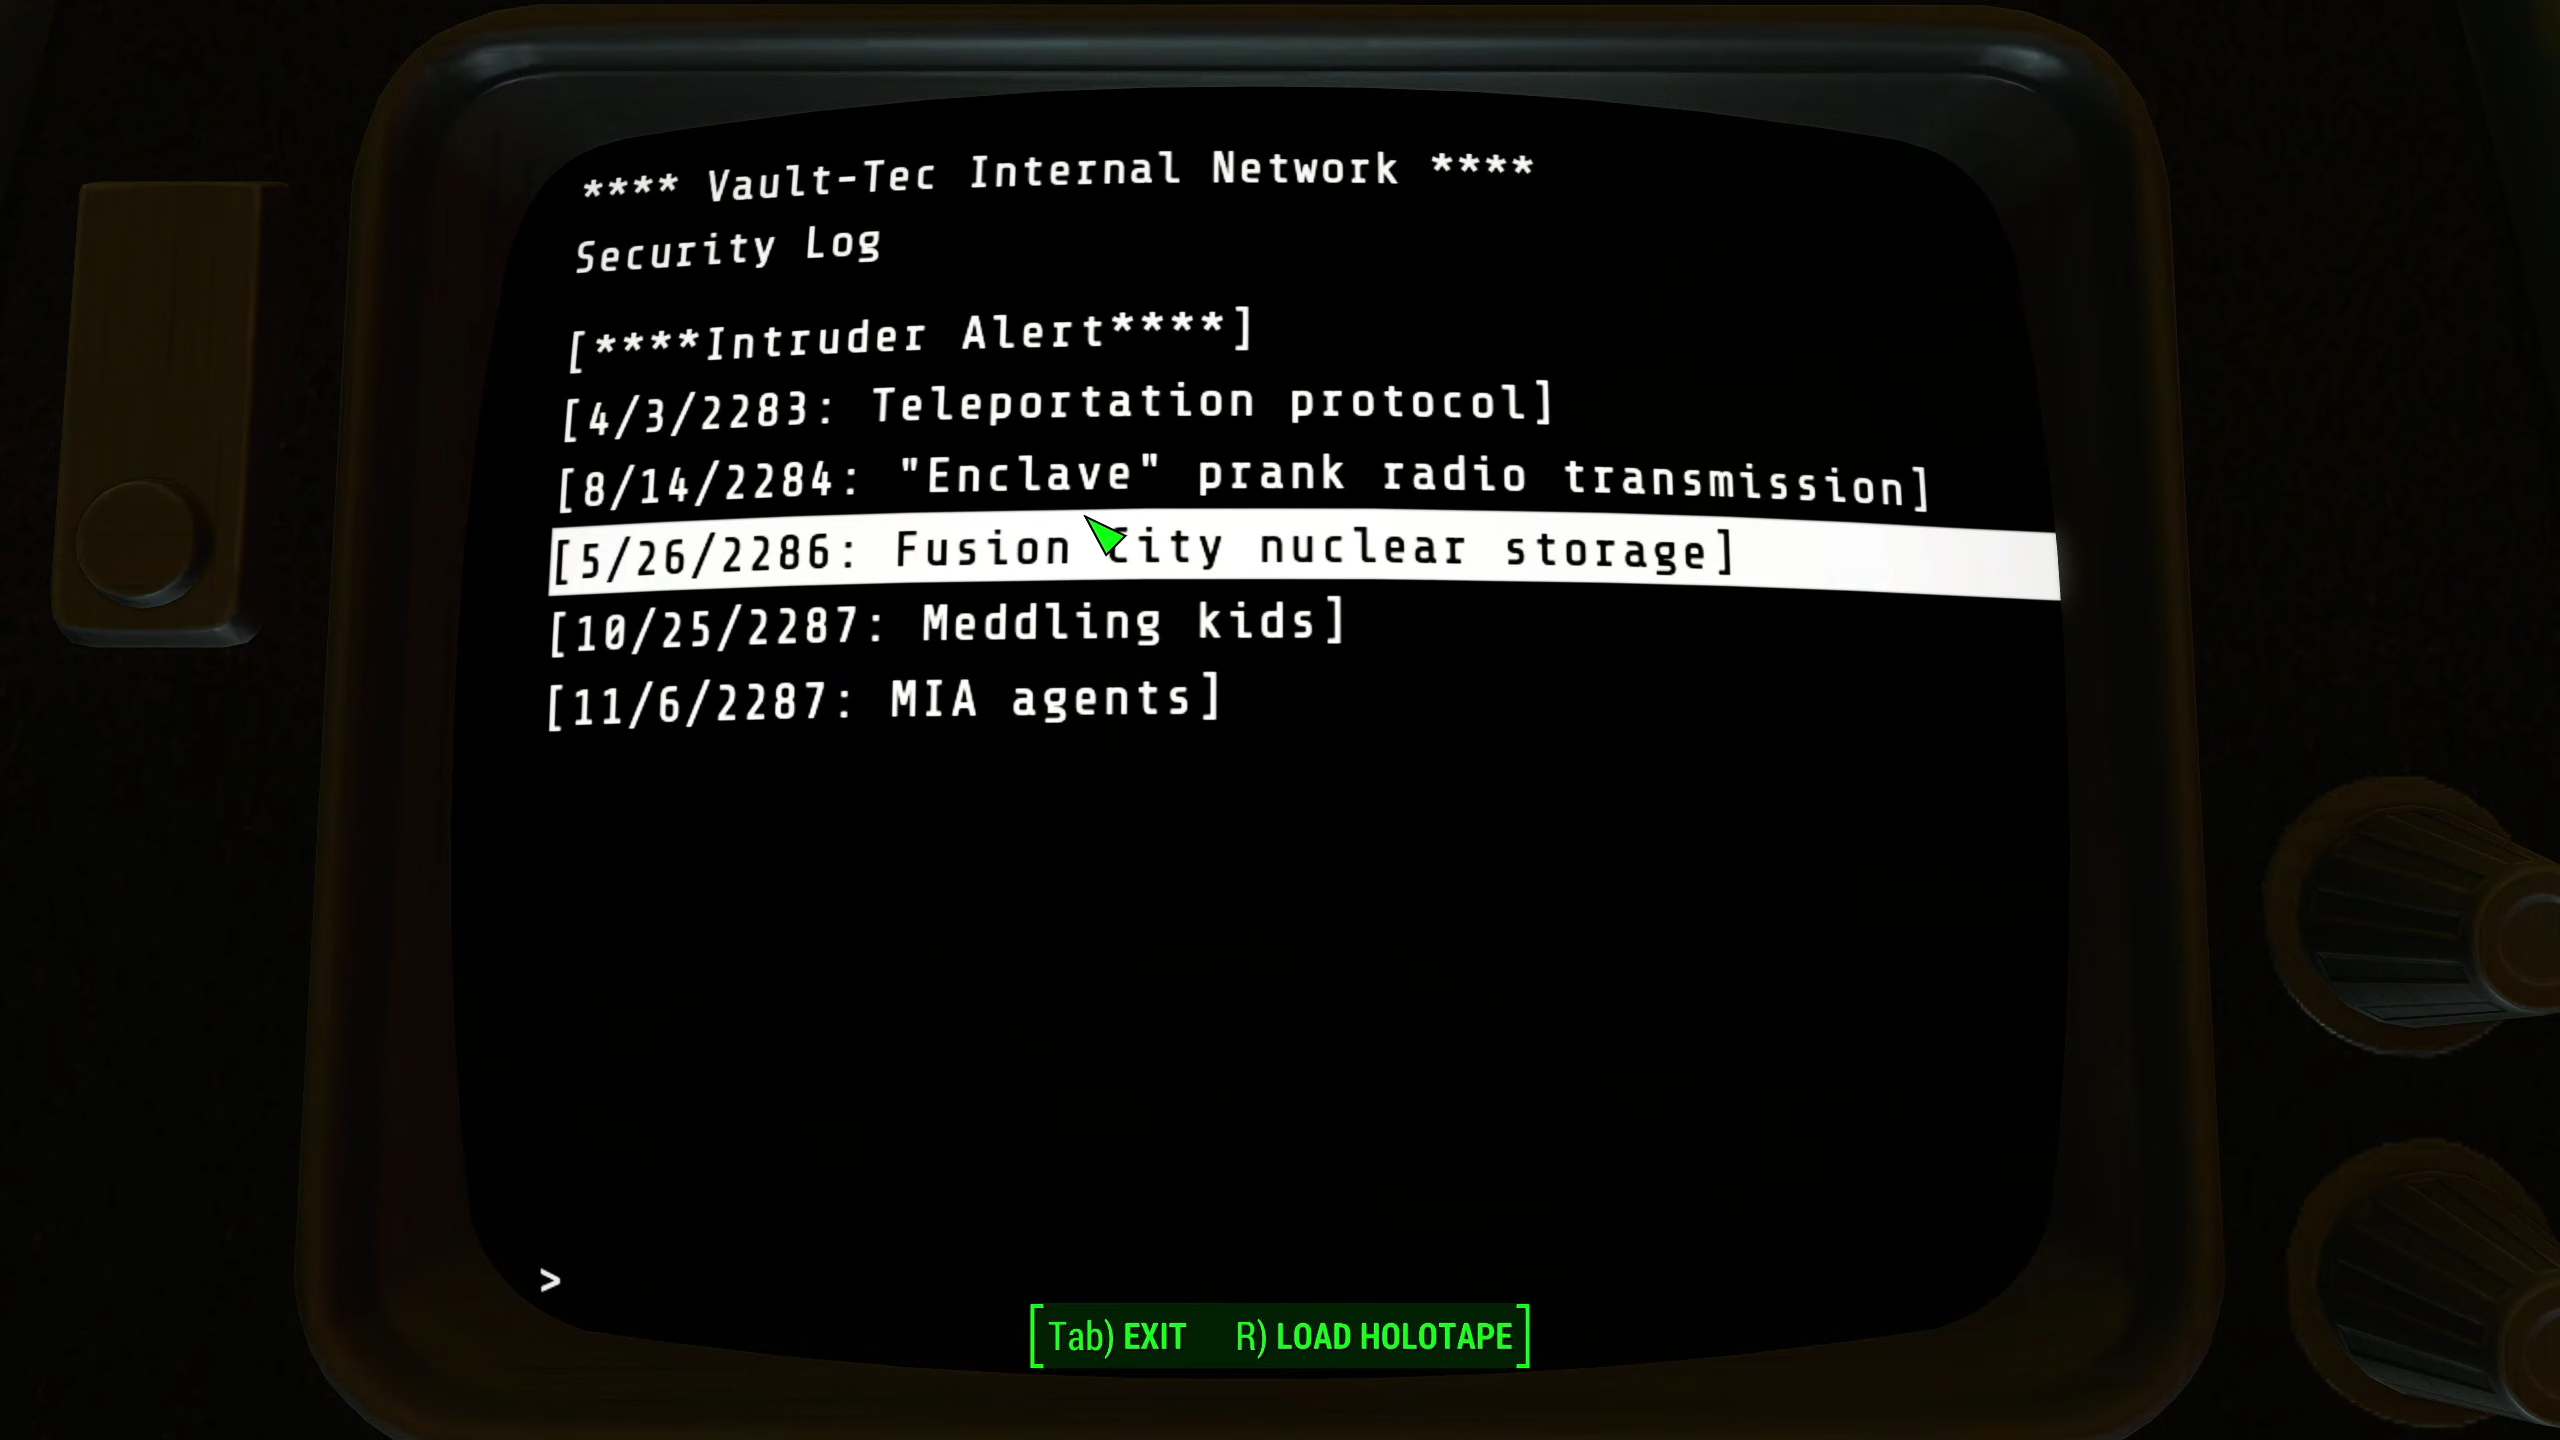 **** Vault-Tec Internal Network ****
Security Log
[****Intruder Alert****]
[4/3/2283: Teleportation protocol]
[8/14/2284: "Enclave" prank radio transmission]
[5/26/2286: Fusion City nuclear storage]
[10/25/2287: Meddling kids]
[11/6/2287: MIA agents]
>
[Tab) EXIT R) LOAD HOLOTAPE]